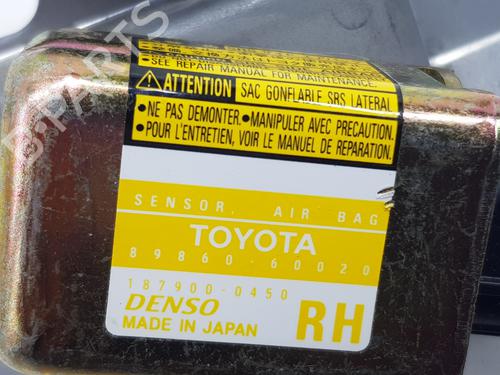 •SEE REPAIR MANUAL FOR MAINTENANCE.
ATTENTION SAC GONFLABLE SRS LATERAL
•NE PAS DEMONTER. •MANIPULER AVEC PRECAUTION.
•POUR L'ENTRETIEN, VOIR LE MANUEL DE REPARATION.
SENSOR, AIR BAG
TOYOTA
89860-60020
187900-0450
DENSO
MADE IN JAPAN
RH
B-PARTS